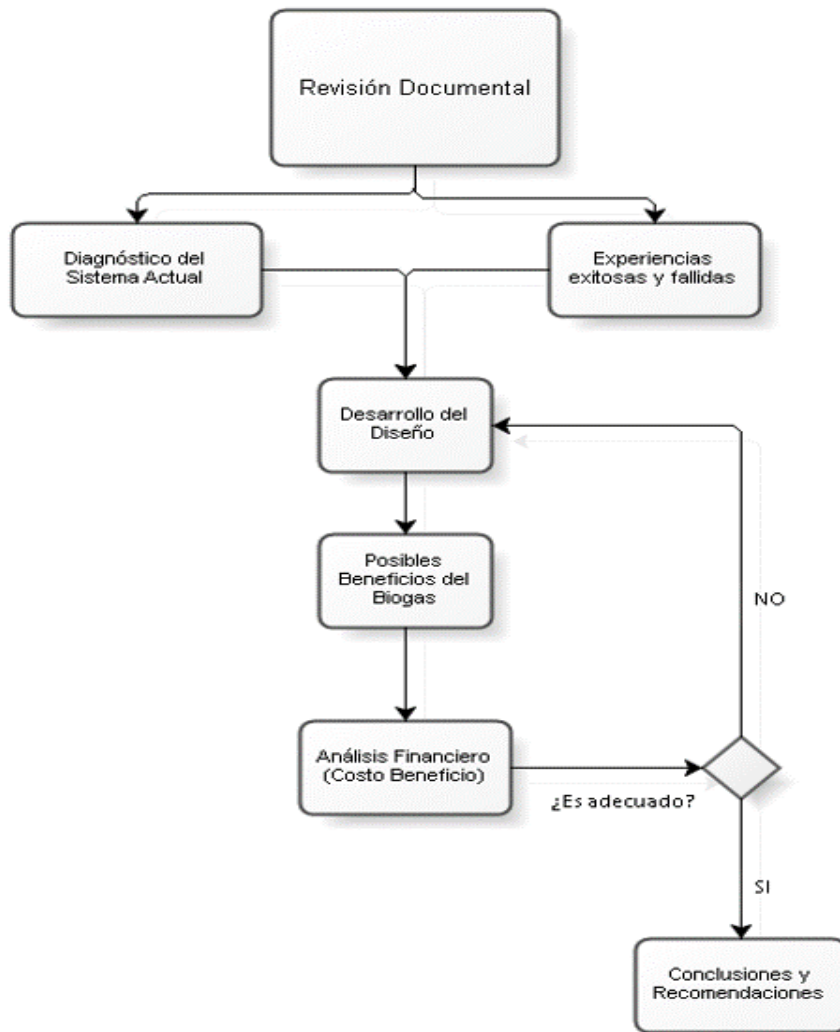 Revisión Documental
Diagnóstico del
Sistema Actual
Experiencias
exitosas y fallidas
Desarrollo del
Diseño
Posibles
Beneficios del
Biogas
NO
Análisis Financiero
(Costo Beneficio)
¿Es adecuado?
SI
Conclusiones y
Recomendaciones